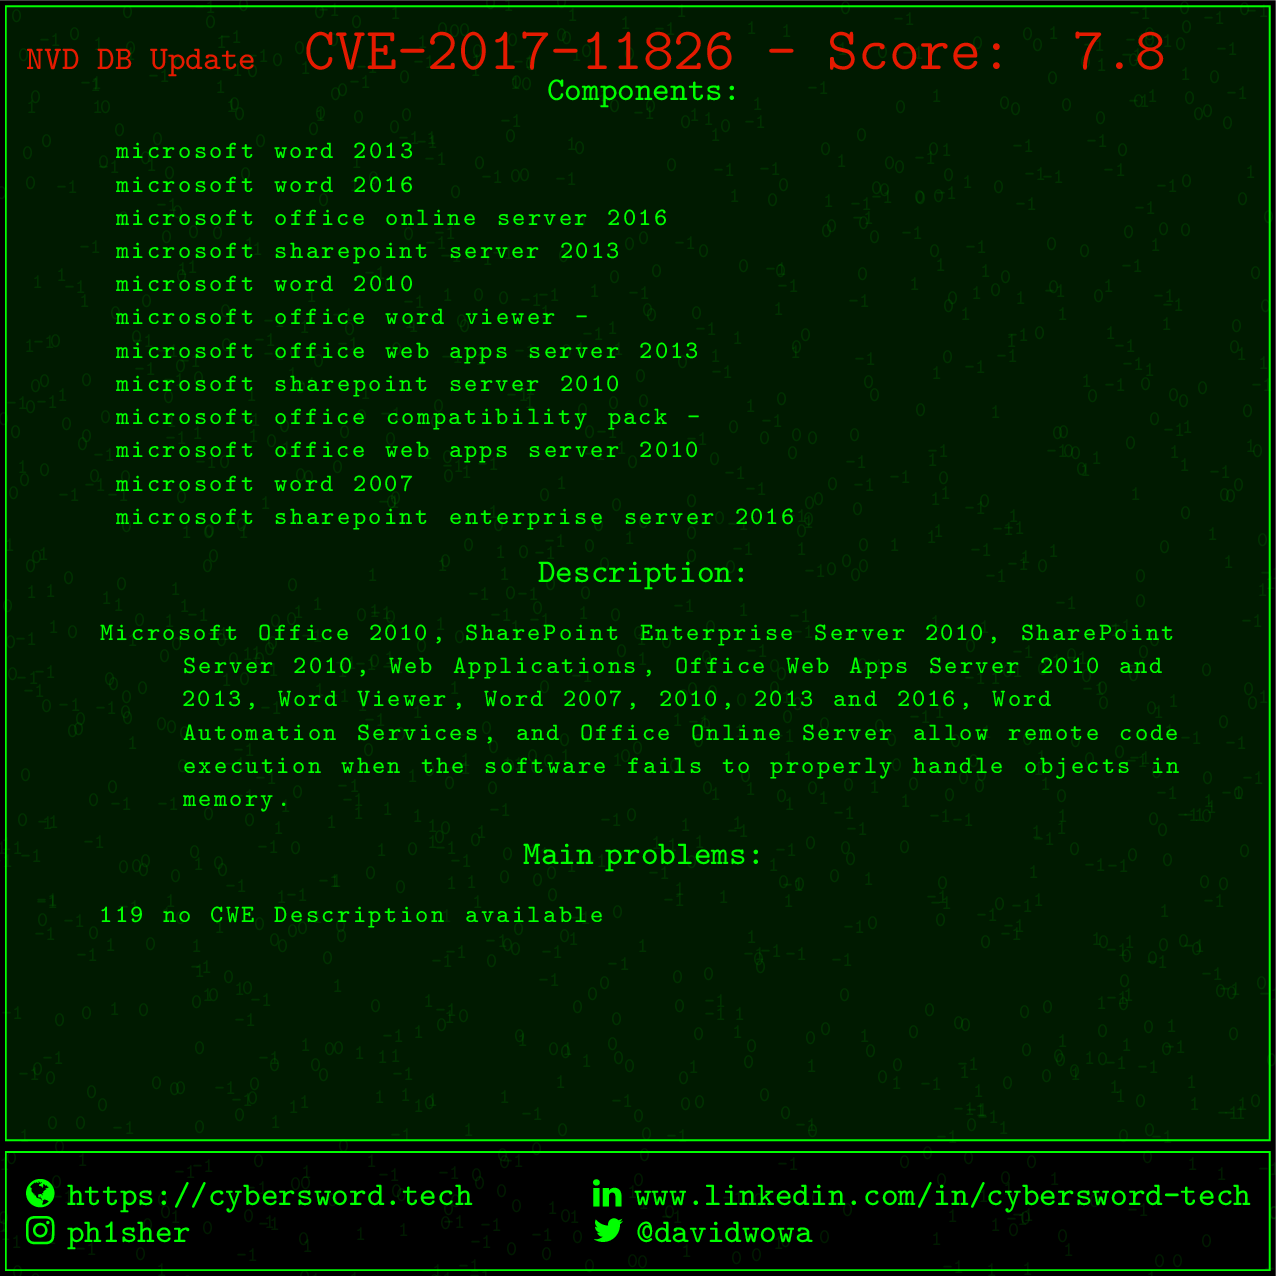 NVD DB Update CVE-2017-11826 - Score: 7.8
Components:
microsoft word 2013
microsoft word 2016
microsoft office online server 2016
microsoft sharepoint server 2013
microsoft word 2010
microsoft office word viewer -
microsoft office web apps server 2013
microsoft sharepoint server 2010
microsoft office compatibility pack -
microsoft office web apps server 2010
microsoft word 2007
microsoft sharepoint enterprise server 2016
Description:
Microsoft Office 2010, SharePoint Enterprise Server 2010, SharePoint
Server 2010, Web Applications, Office Web Apps Server 2010 and
2013, Word Viewer, Word 2007, 2010, 2013 and 2016, Word
Automation Services, and Office Online Server allow remote code
execution when the software fails to properly handle objects in
memory.
Main problems:
119 no CWE Description available
https://cybersword.tech
www.linkedin.com/in/cybersword-tech
ph1sher
@davidwowa